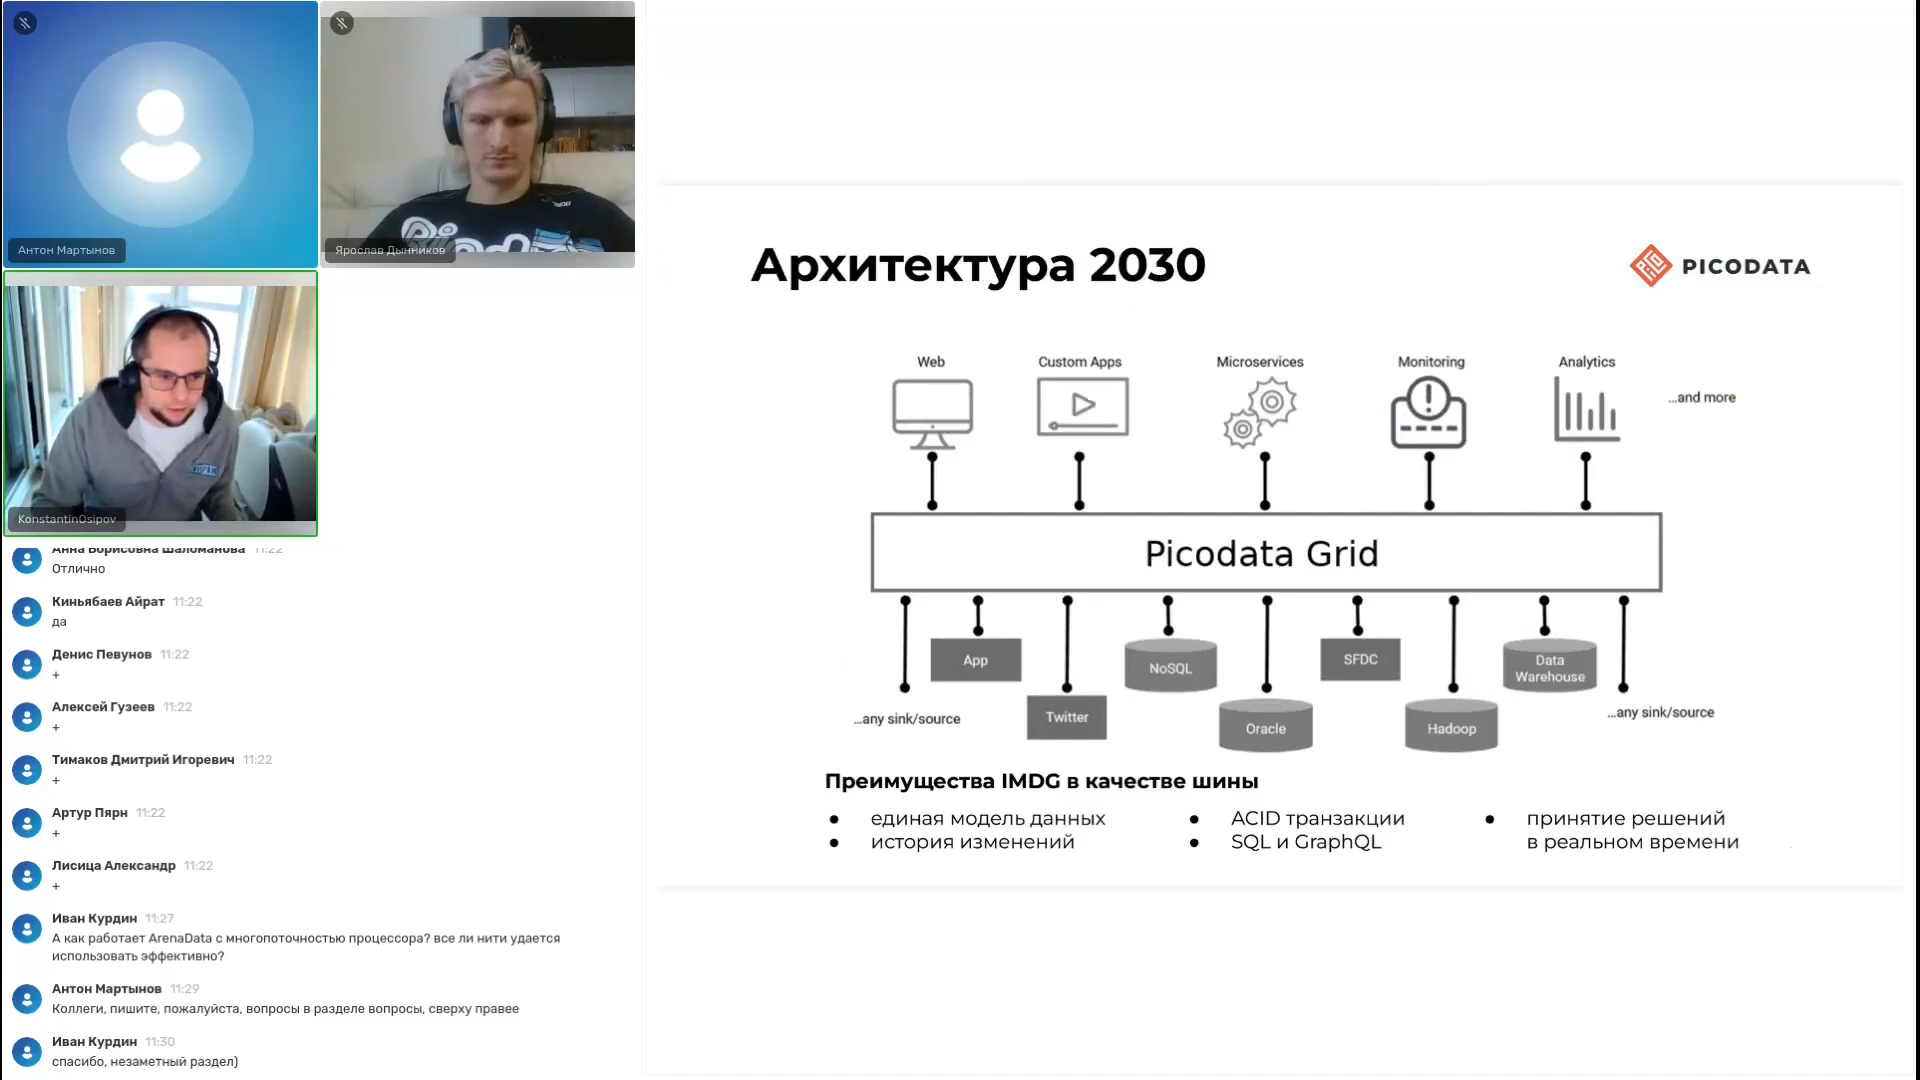 Антон Мартынов
Ярослав Дынников
KonstantinOsipov
Анна Борисовна Шаломанова 11:22
Отлично
Киньябаев Айрат 11:22
да
Денис Певунов 11:22
+
Алексей Гузеев 11:22
+
Тимаков Дмитрий Игоревич 11:22
+
Артур Пярн 11:22
+
Лисица Александр 11:22
+
Иван Курдин 11:27
А как работает ArenaData с многопоточностью процессора? все ли нити удается
использовать эффективно?
Антон Мартынов 11:29
Коллеги, пишите, пожалуйста, вопросы в разделе вопросы, сверху правее
Иван Курдин 11:30
спасибо, незаметный раздел)
Архитектура 2030
PICODATA
Web
Custom Apps
Microservices
Monitoring
Analytics
...and more
Picodata Grid
App
NoSQL
SFDC
Data
Warehouse
...any sink/source
Twitter
Oracle
Hadoop
...any sink/source
Преимущества IMDG в качестве шины
● единая модель данных
● история изменений
● ACID транзакции
● SQL и GraphQL
● принятие решений
в реальном времени